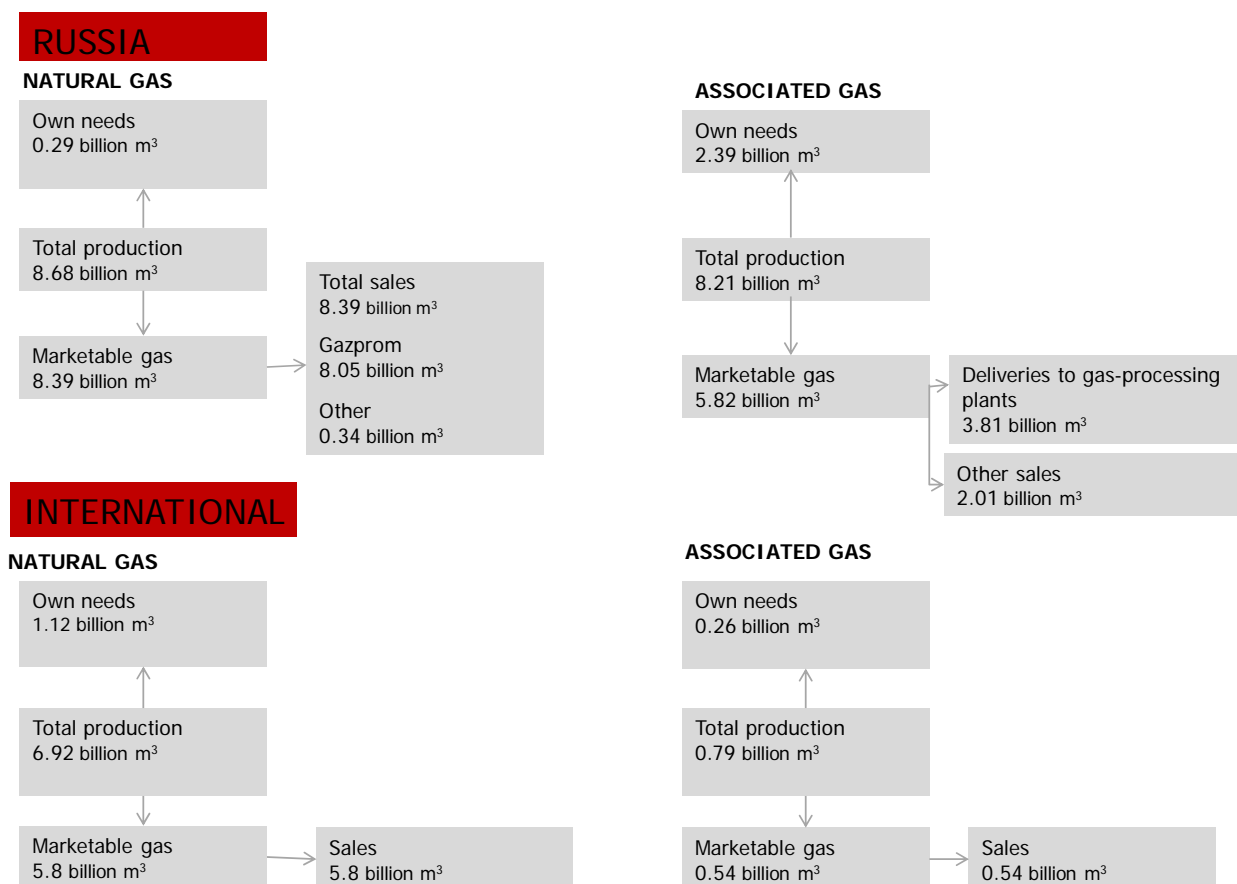 RUSSIA
NATURAL GAS
Own needs
0.29 billion m³
Total production
8.68 billion m³
Marketable gas
8.39 billion m³
Total sales
8.39 billion m³
Gazprom
8.05 billion m³
Other
0.34 billion m³
ASSOCIATED GAS
Own needs
2.39 billion m³
Total production
8.21 billion m³
Marketable gas
5.82 billion m³
Deliveries to gas-processing
plants
3.81 billion m³
Other sales
2.01 billion m³
INTERNATIONAL
NATURAL GAS
Own needs
1.12 billion m³
Total production
6.92 billion m³
Marketable gas
5.8 billion m³
Sales
5.8 billion m³
ASSOCIATED GAS
Own needs
0.26 billion m³
Total production
0.79 billion m³
Marketable gas
0.54 billion m³
Sales
0.54 billion m³